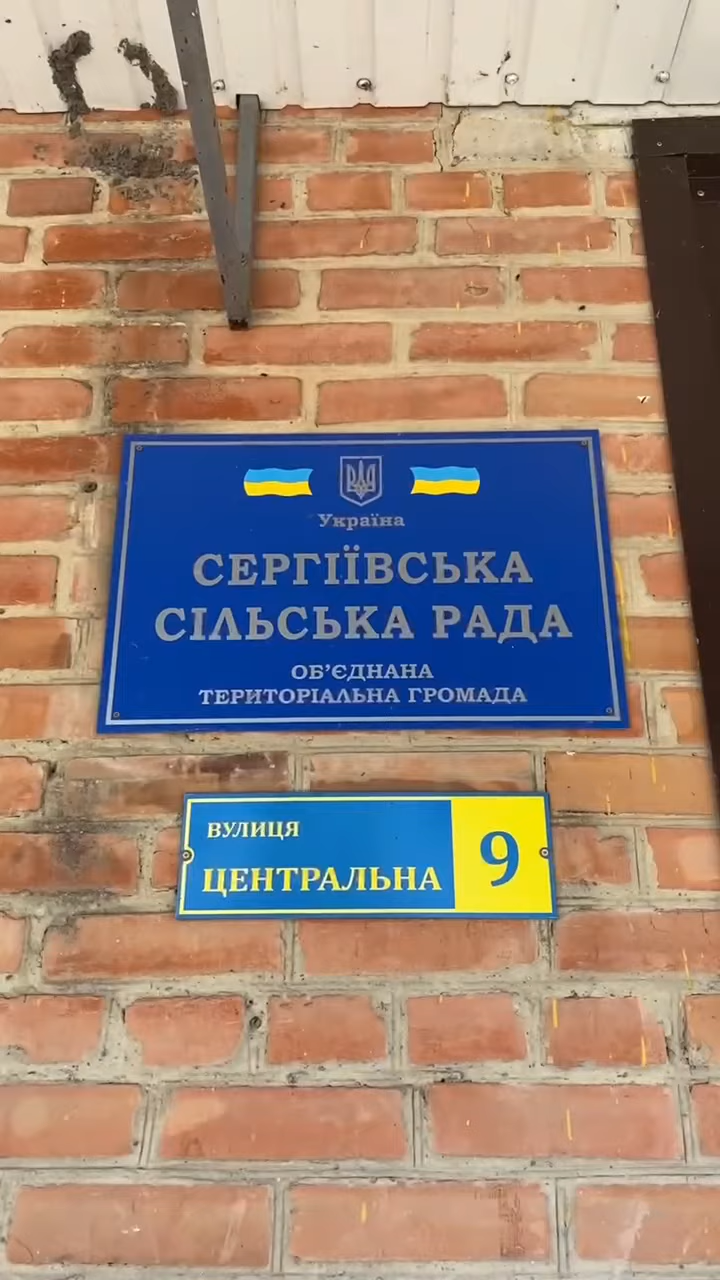 Україна
СЕРГІЇВСЬКА
СІЛЬСЬКА РАДА
ОБ’ЄДНАНА
ТЕРИТОРІАЛЬНА ГРОМАДА
ВУЛИЦЯ
ЦЕНТРАЛЬНА
9